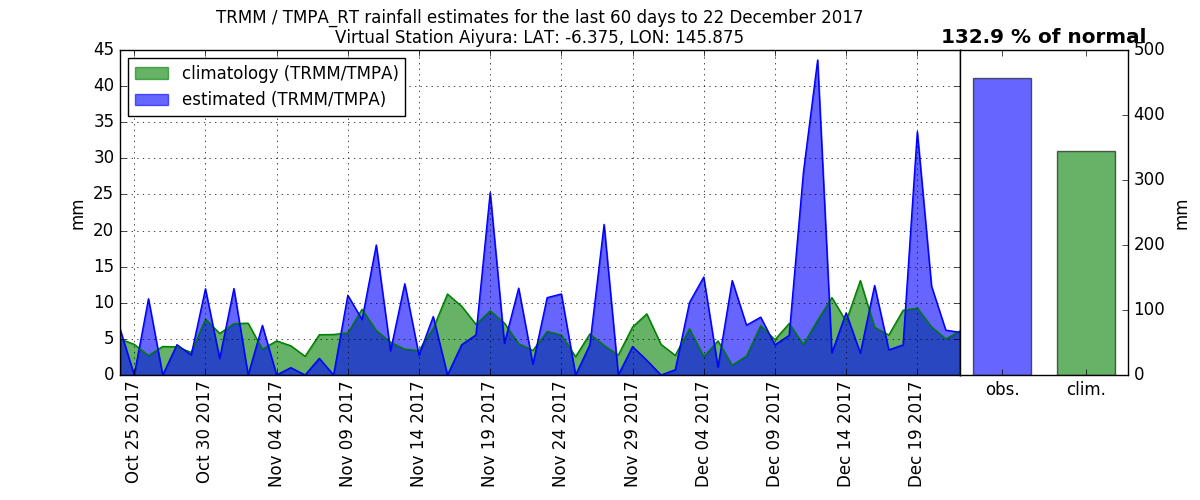 TRMM / TMPA_RT rainfall estimates for the last 60 days to 22 December 2017
Virtual Station Aiyura: LAT: -6.375, LON: 145.875
132.9 % of normal
climatology (TRMM/TMPA)
estimated (TRMM/TMPA)
mm
45
40
35
30
25
20
15
10
5
0
Oct 25 2017
Oct 30 2017
Nov 04 2017
Nov 09 2017
Nov 14 2017
Nov 19 2017
Nov 24 2017
Nov 29 2017
Dec 04 2017
Dec 09 2017
Dec 14 2017
Dec 19 2017
obs.
clim.
500
400
300
200
100
0
mm